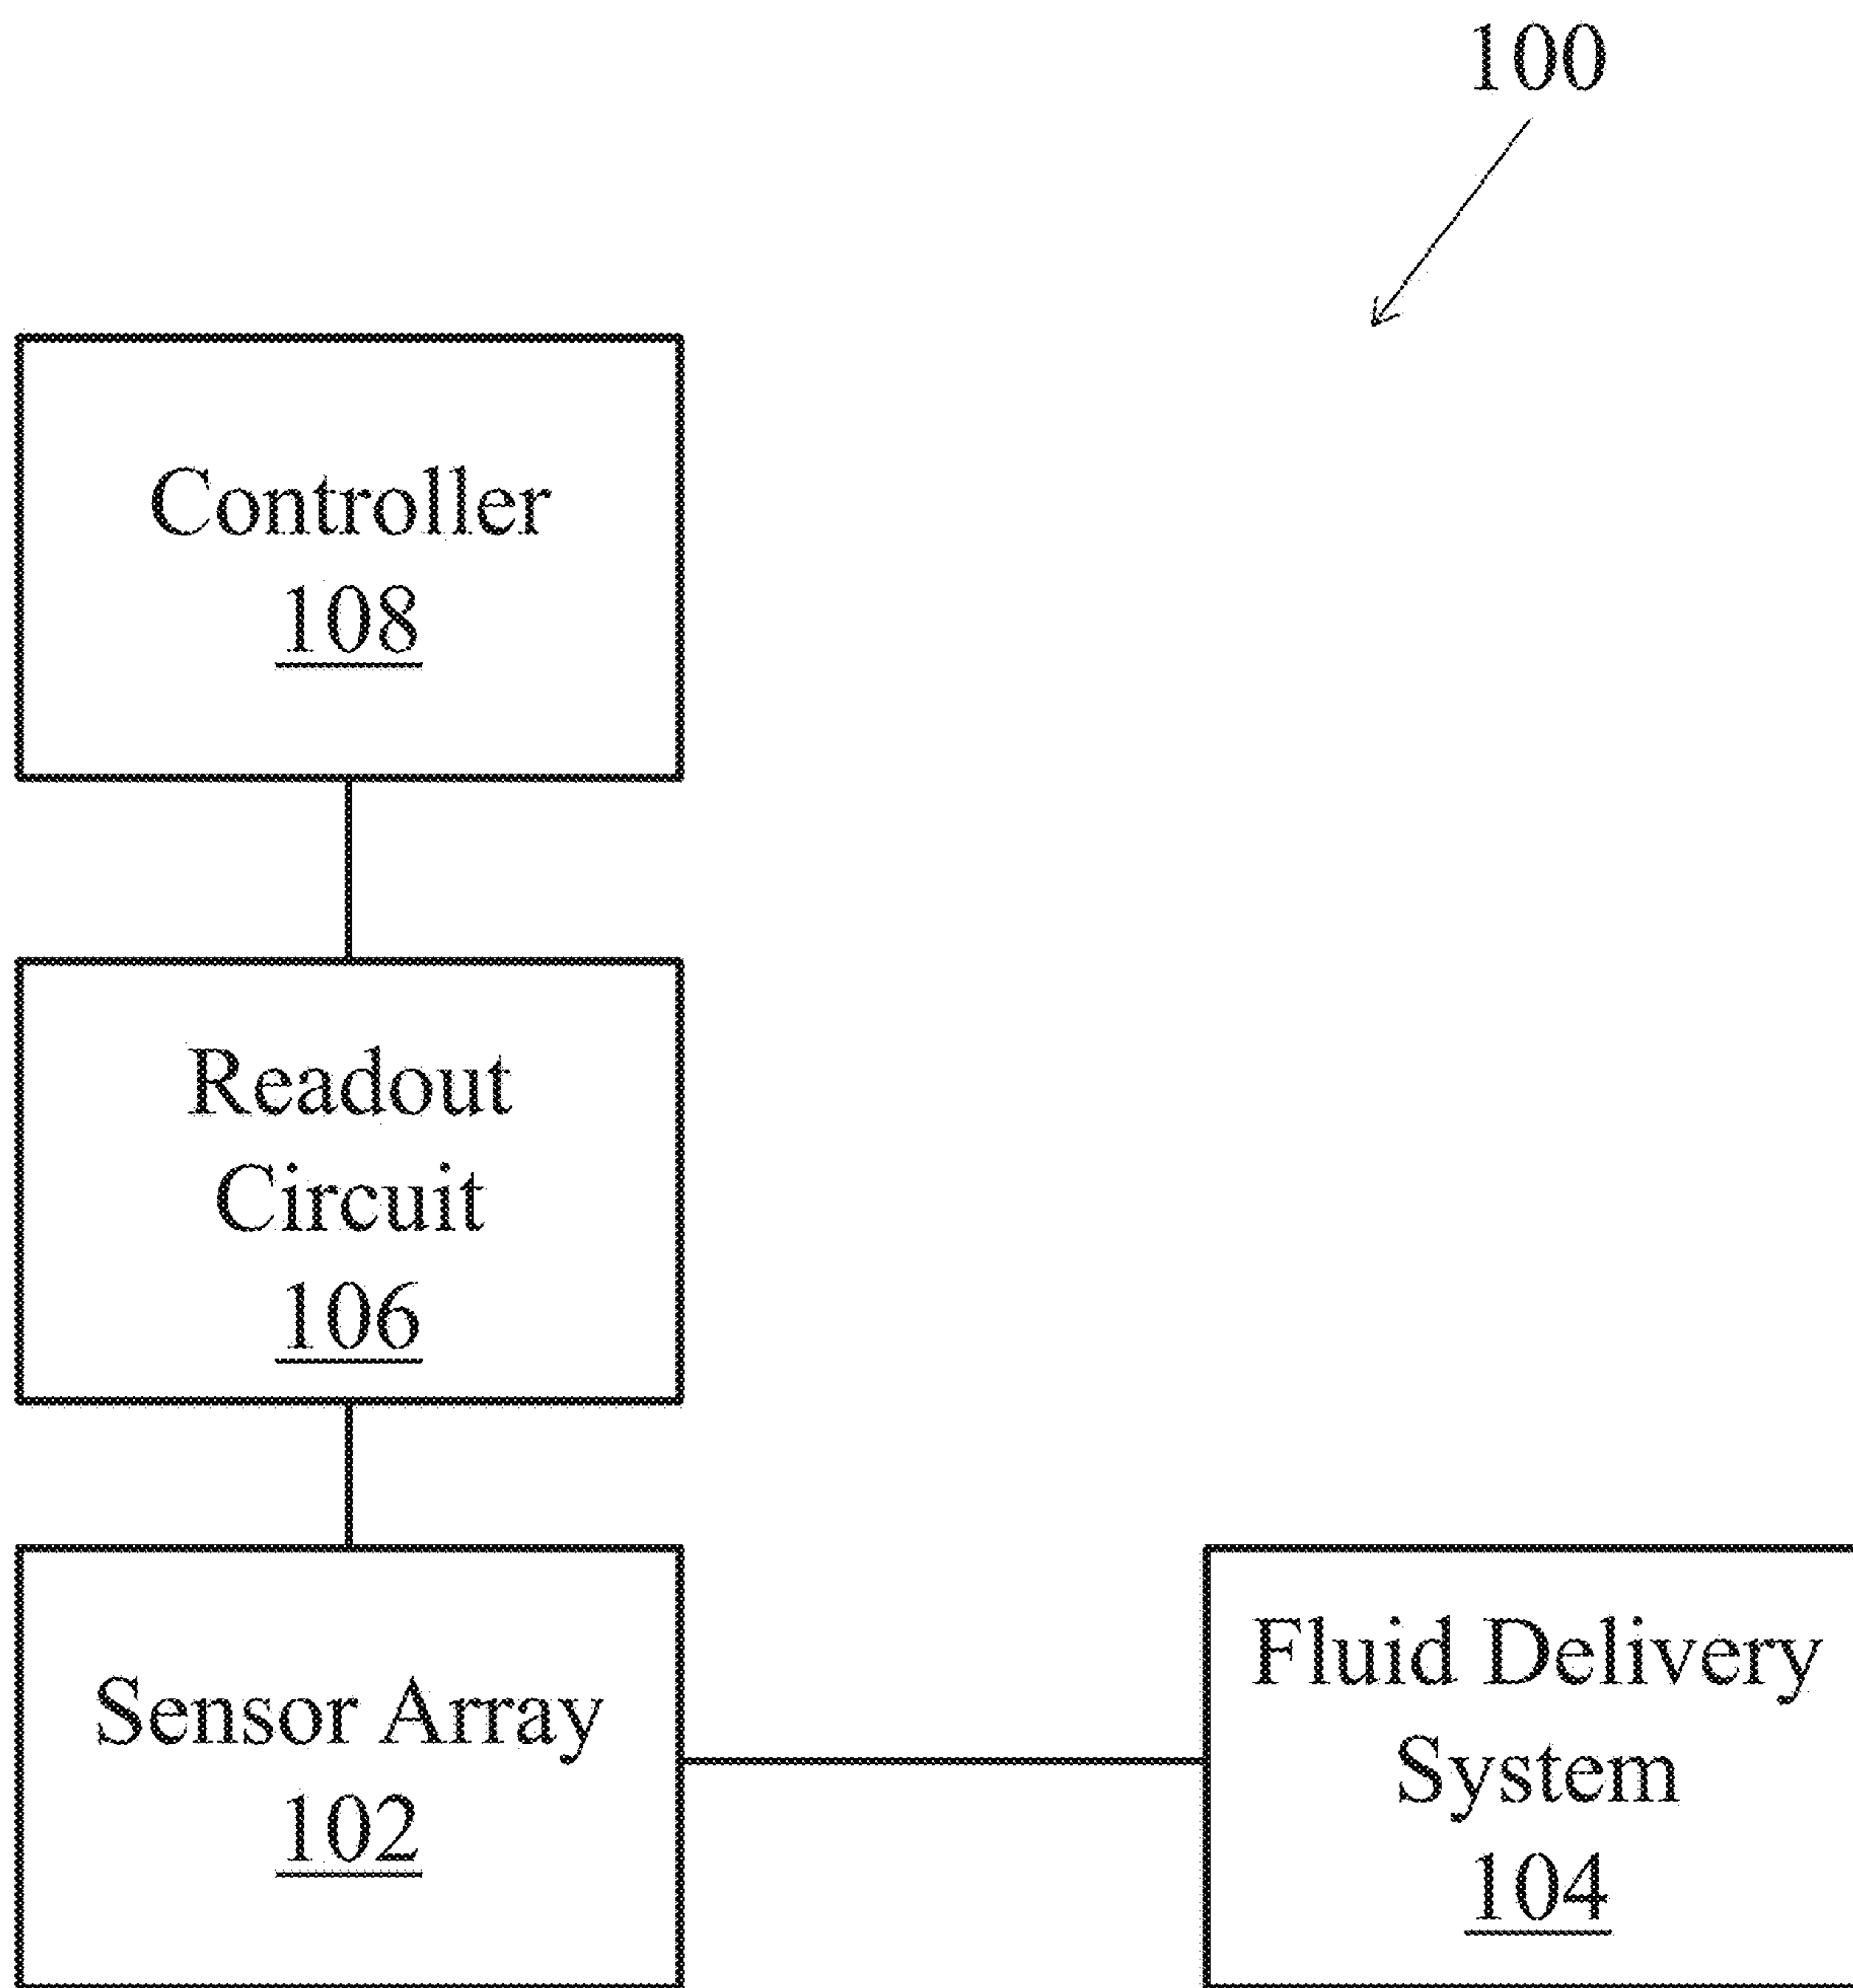 100
Controller
108
Readout
Circuit
106
Sensor Array
102
Fluid Delivery
System
104